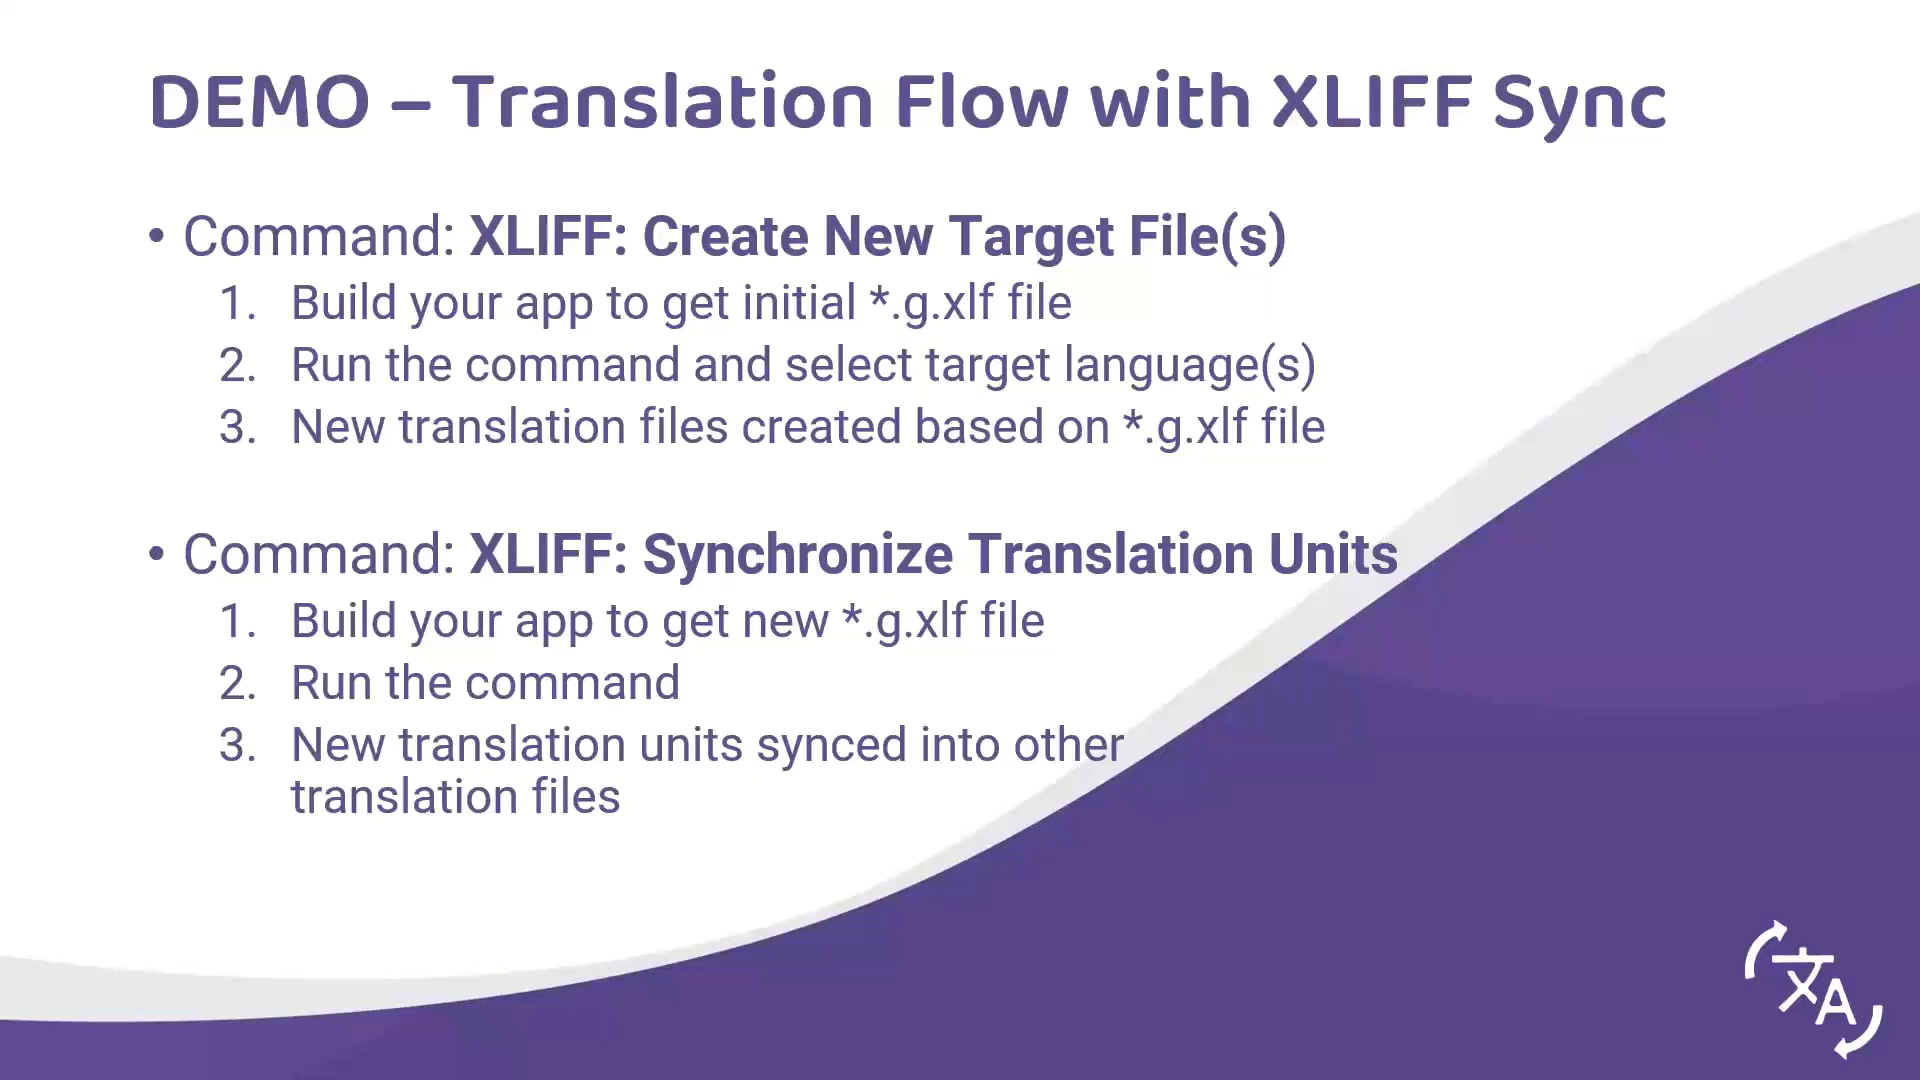 DEMO – Translation Flow with XLIFF Sync
• Command: XLIFF: Create New Target File(s)
1. Build your app to get initial *.g.xlf file
2. Run the command and select target language(s)
3. New translation files created based on *.g.xlf file
• Command: XLIFF: Synchronize Translation Units
1. Build your app to get new *.g.xlf file
2. Run the command
3. New translation units synced into other
translation files
文A